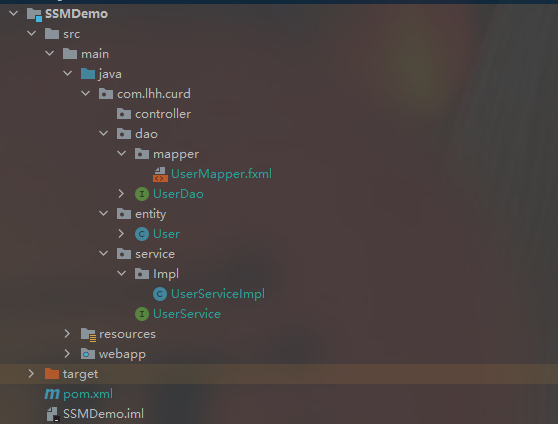 SSMDemo
src
main
java
com.lhh.curd
controller
dao
mapper
UserMapper.fxml
UserDao
entity
User
service
Impl
UserServiceImpl
UserService
resources
webapp
target
pom.xml
SSMDemo.iml